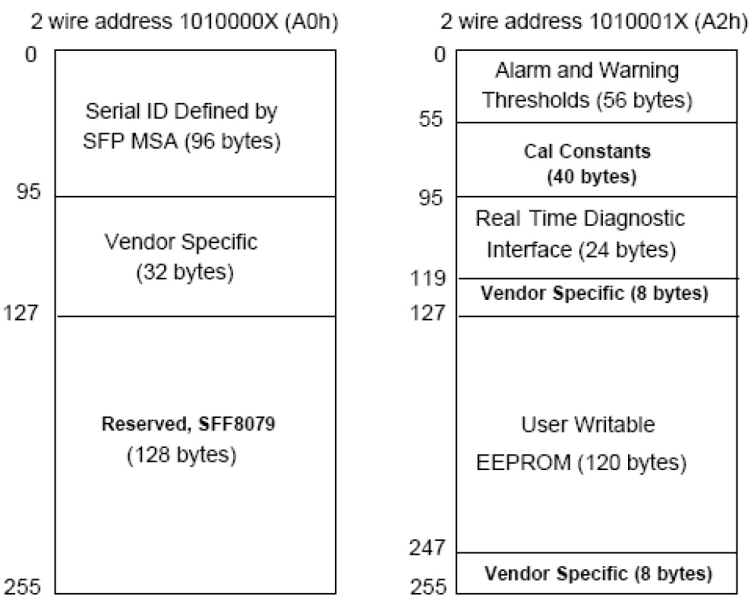 2 wire address 1010000X (A0h)
0
Serial ID Defined by
SFP MSA (96 bytes)
95
Vendor Specific
(32 bytes)
127
Reserved, SFF8079
(128 bytes)
255
2 wire address 1010001X (A2h)
0
Alarm and Warning
Thresholds (56 bytes)
55
Cal Constants
(40 bytes)
95
Real Time Diagnostic
Interface (24 bytes)
119
Vendor Specific (8 bytes)
127
User Writable
EEPROM (120 bytes)
247
Vendor Specific (8 bytes)
255